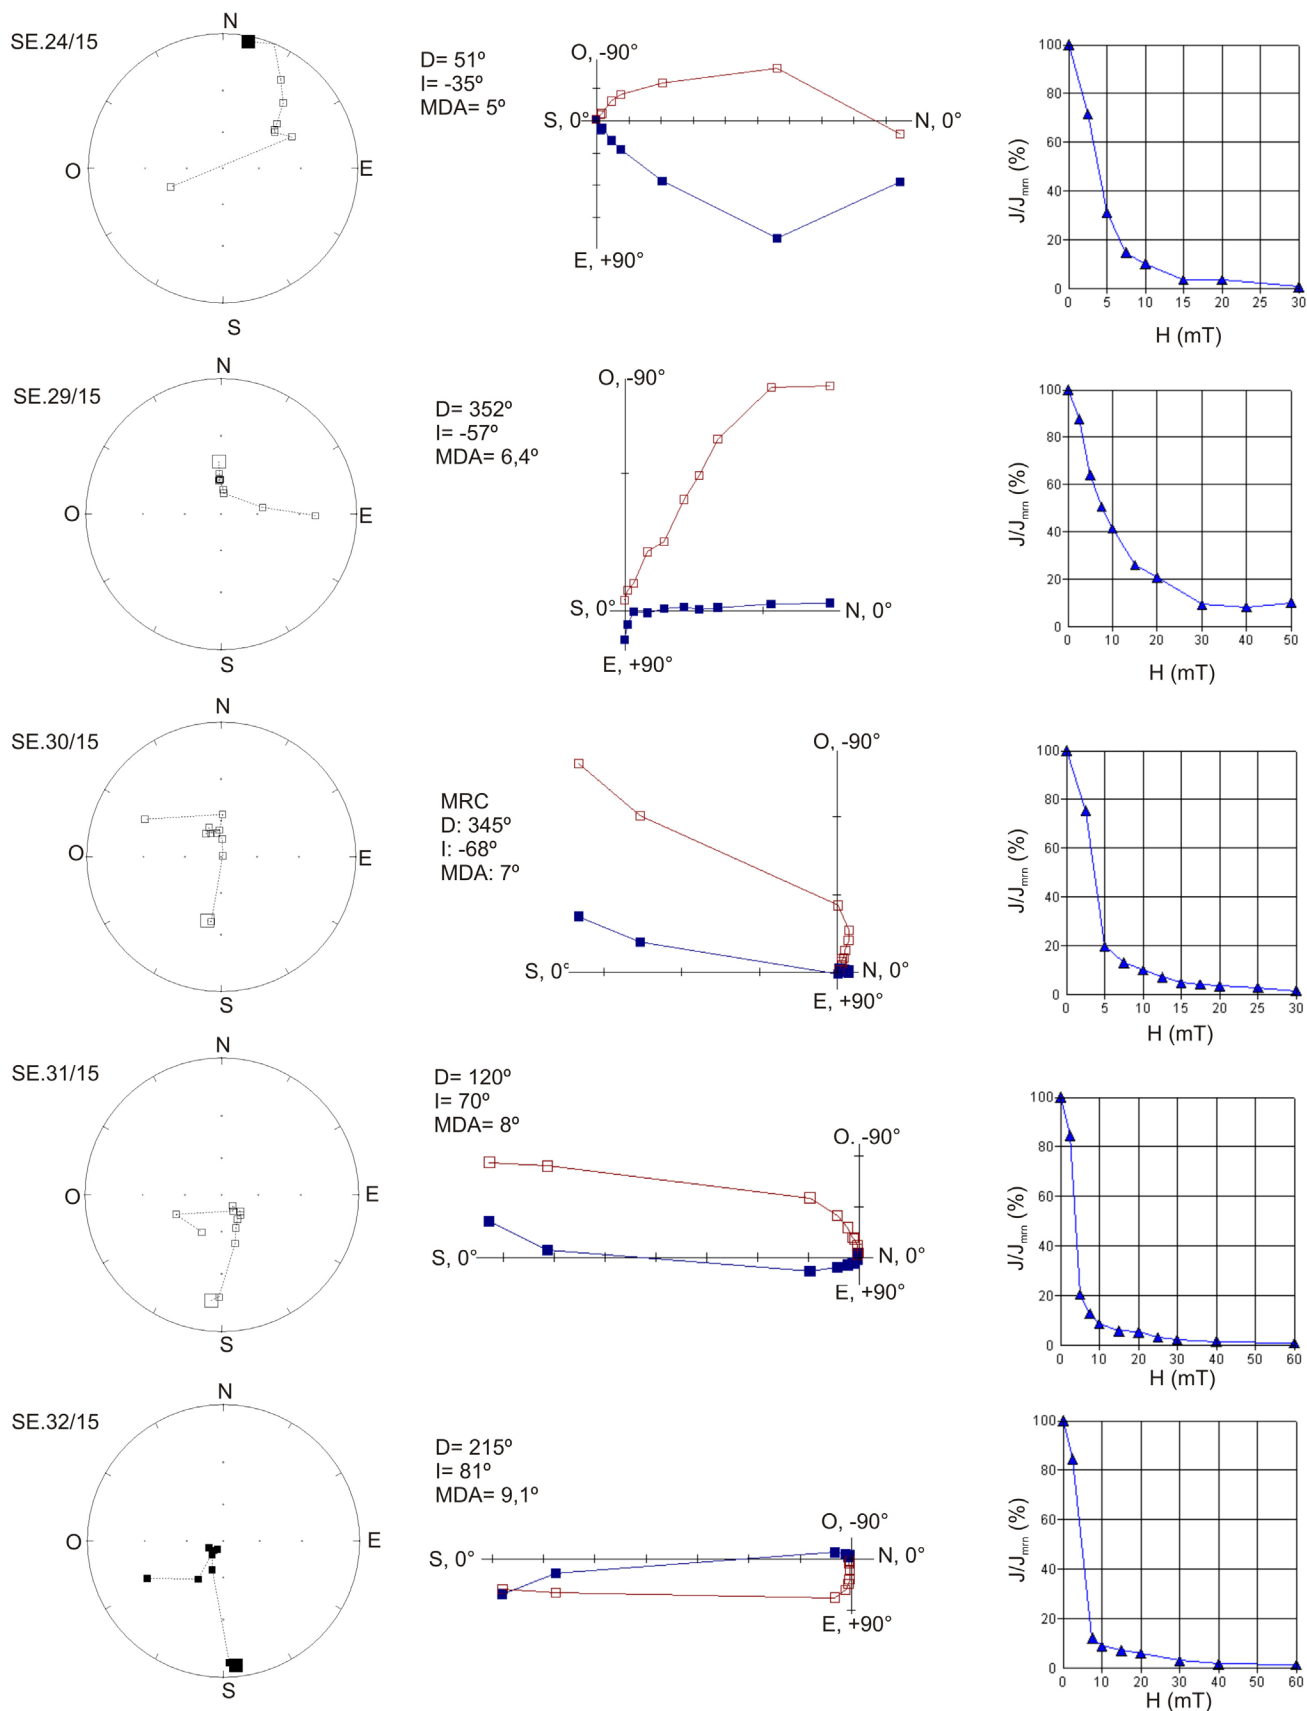 SE.24/15
N
O
E
S
D= 51º
I= -35º
MDA= 5º
O, -90°
S, 0°
N, 0°
E, +90°
J/Jmrn (%)
100
80
60
40
20
0
0 5 10 15 20 25 30
H (mT)
SE.29/15
N
O
E
S
D= 352º
I= -57º
MDA= 6,4º
O, -90°
S, 0°
N, 0°
E, +90°
J/Jmrn (%)
100
80
60
40
20
0
0 10 20 30 40 50
H (mT)
SE.30/15
N
O
E
S
MRC
D: 345º
I: -68º
MDA: 7º
O, -90°
S, 0°
N, 0°
E, +90°
J/Jmrn (%)
100
80
60
40
20
0
0 5 10 15 20 25 30
H (mT)
SE.31/15
N
O
E
S
D= 120º
I= 70º
MDA= 8º
O. -90°
S, 0°
N, 0°
E, +90°
J/Jmrn (%)
100
80
60
40
20
0
0 10 20 30 40 50 60
H (mT)
SE.32/15
N
O
E
S
D= 215º
I= 81º
MDA= 9,1º
O, -90°
S, 0°
N, 0°
E, +90°
J/Jmrn (%)
100
80
60
40
20
0
0 10 20 30 40 50 60
H (mT)